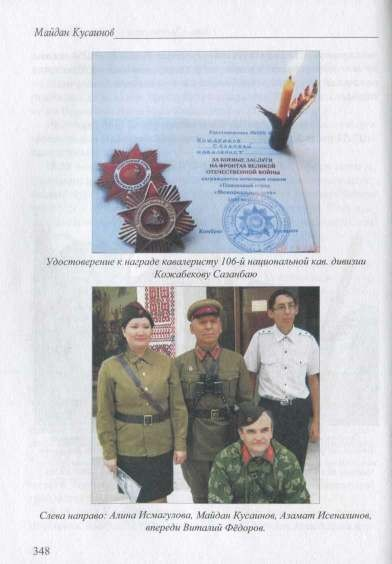 Майдан Кусаинов
ЗА БОЕВЫЕ ЗАСЛУГИ
НА ФРОНТАХ ВЕЛИКОЙ
ОТЕЧЕСТВЕННОЙ ВОЙНЫ
Удостоверение к награде кавалеристу 106-й национальной кав. дивизии
Кожабекову Сазанбаю
Слева направо: Алина Исмагулова, Майдан Кусаинов, Азамат Исеналинов,
впереди Виталий Фёдоров.
348